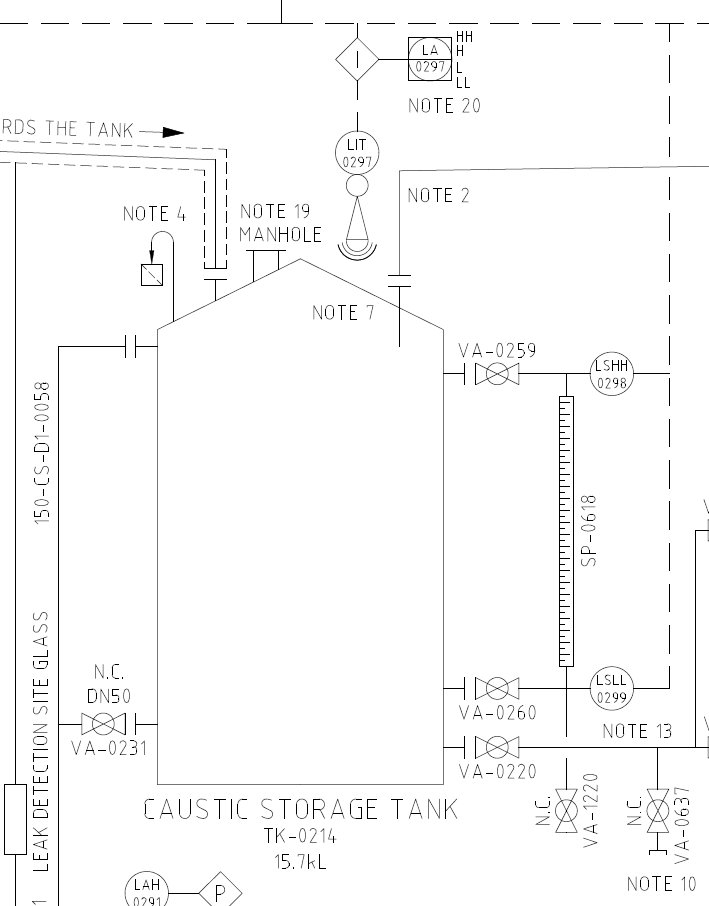 HH
LA
H
0297
L
LL
NOTE 20
RDS THE TANK
LIT
0297
NOTE 2
NOTE 4
NOTE 19
MANHOLE
NOTE 7
VA-0259
LSHH
0298
150-CS-D1-0058
SP-0618
LEAK DETECTION SITE GLASS
N.C.
DN50
VA-0231
LSLL
0299
VA-0260
NOTE 13
VA-0220
N.C.
VA-1220
N.C.
VA-0637
CAUSTIC STORAGE TANK
TK-0214
15.7kL
LAH
0291
P
NOTE 10